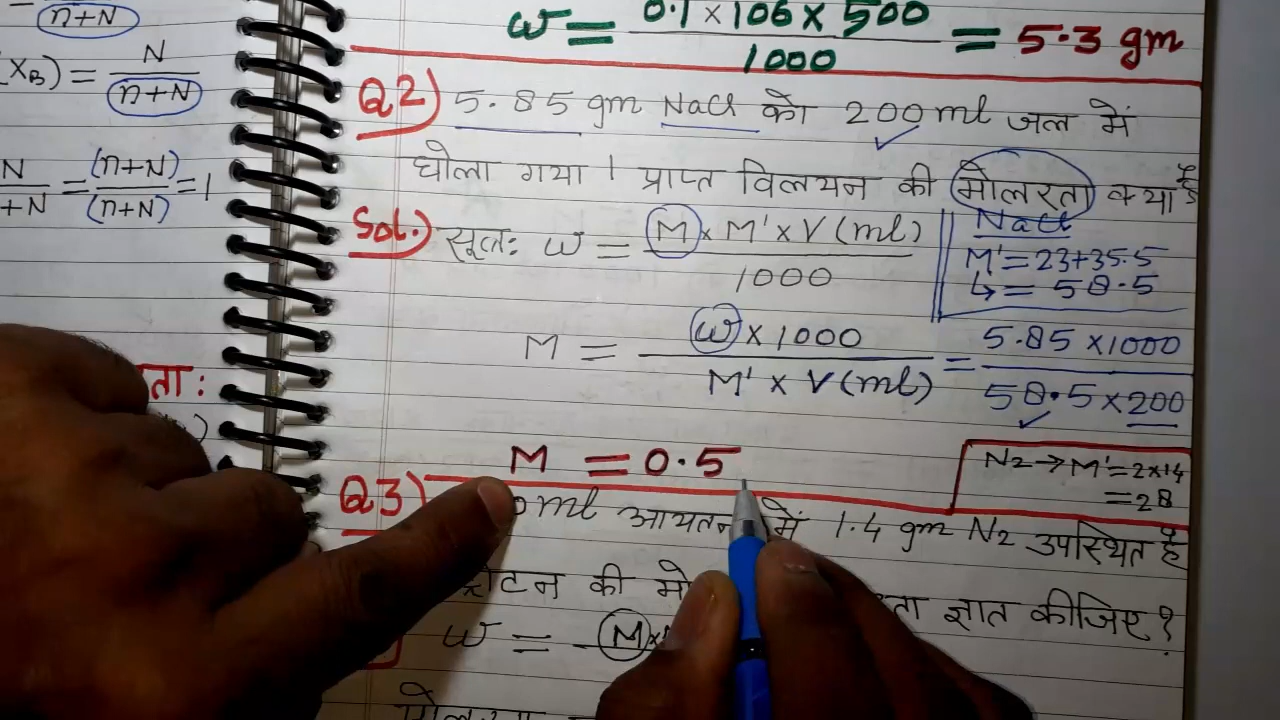 n+N
(XB) = N/(n+N)
N/n+N = (n+N)/(n+N) = 1
ता:
w = 0.1 × 106 × 500 / 1000 = 5.3 gm
Q2) 5.85 gm NaCl को 200 ml जल में
घोला गया। प्राप्त विलयन की मोलरता क्या है
Sol.) सूत्र: w = M × M' × V (ml) / 1000
NaCl
M' = 23+35.5
↳ = 58.5
M = w × 1000 / M' × V (ml) = 5.85 × 1000 / 58.5 × 200
M = 0.5
N2 → M' = 2×14
= 28
Q3) ml आयतन में 1.4 gm N2 उपस्थित है
की ज्ञात कीजिए?
w = M×